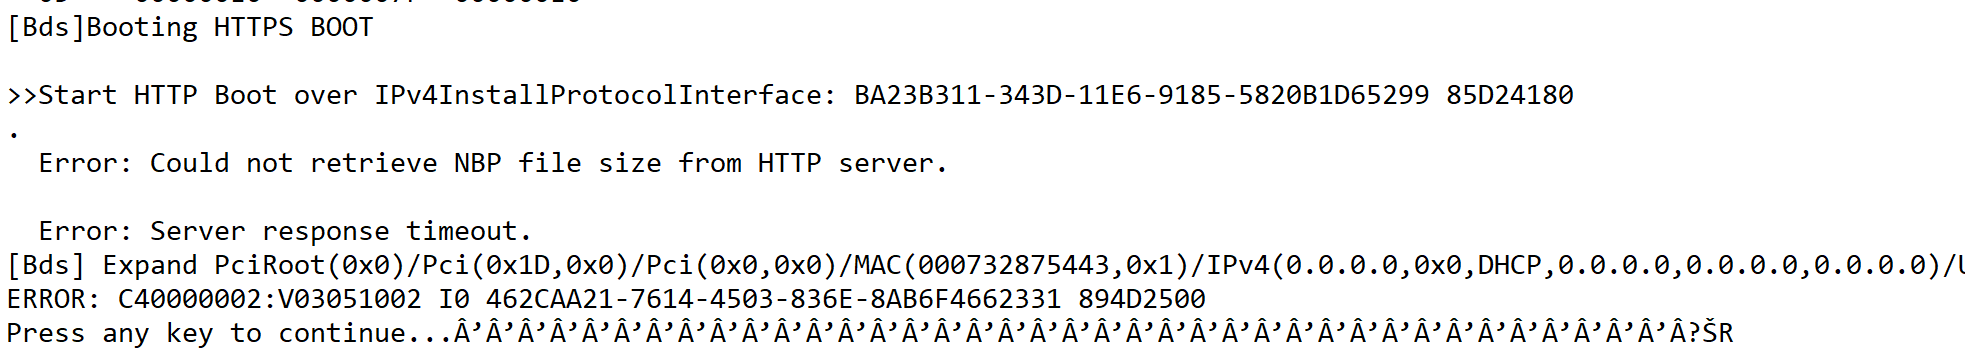 [Bds]Booting HTTPS BOOT
>>Start HTTP Boot over IPv4InstallProtocolInterface: BA23B311-343D-11E6-9185-5820B1D65299 85D24180
.
Error: Could not retrieve NBP file size from HTTP server.
Error: Server response timeout.
[Bds] Expand PciRoot(0x0)/Pci(0x1D,0x0)/Pci(0x0,0x0)/MAC(000732875443,0x1)/IPv4(0.0.0.0,0x0,DHCP,0.0.0.0,0.0.0.0,0.0.0.0)/
ERROR: C40000002:V03051002 I0 462CAA21-7614-4503-836E-8AB6F4662331 894D2500
Press any key to continue...Â’Â’Â’Â’Â’Â’Â’Â’Â’Â’Â’Â’Â’Â’Â’Â’Â’Â’Â’Â’Â’Â’Â’Â’Â’Â’Â’Â’Â’Â’Â’Â’Â’Â’Â’Â’Â’Â’Â?ŠR